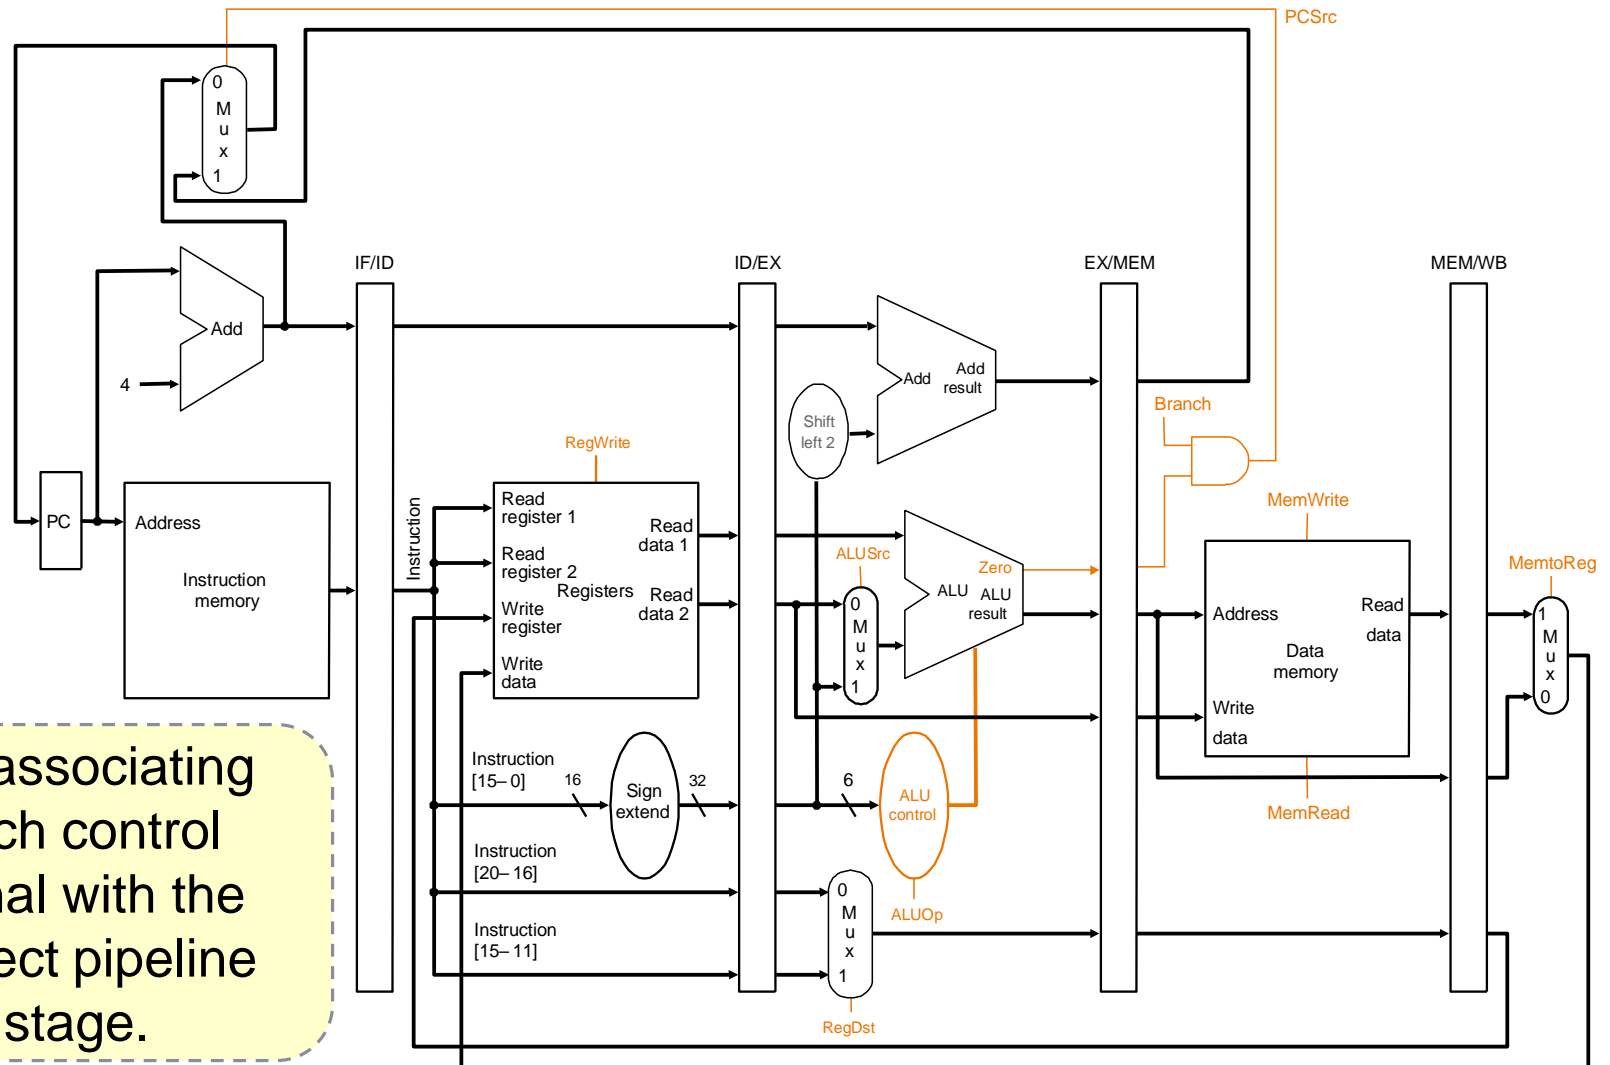 PCSrc
0
M
u
x
1
IF/ID
ID/EX
EX/MEM
MEM/WB
Add
4
Add
Add
result
Shift
left 2
Branch
RegWrite
PC
Address
Instruction
memory
Instruction
Read
register 1
Read
register 2
Write
register
Write
data
Registers
Read
data 1
Read
data 2
ALUSrc
0
M
u
x
1
Zero
ALU
ALU
result
MemWrite
Address
Read
data
Data
memory
Write
data
MemRead
MemtoReg
1
M
u
x
0
Instruction
[15–0]
16
Sign
extend
32
6
ALU
control
ALUOp
Instruction
[20–16]
Instruction
[15–11]
0
M
u
x
1
RegDst
associating
ch control
al with the
ect pipeline
stage.